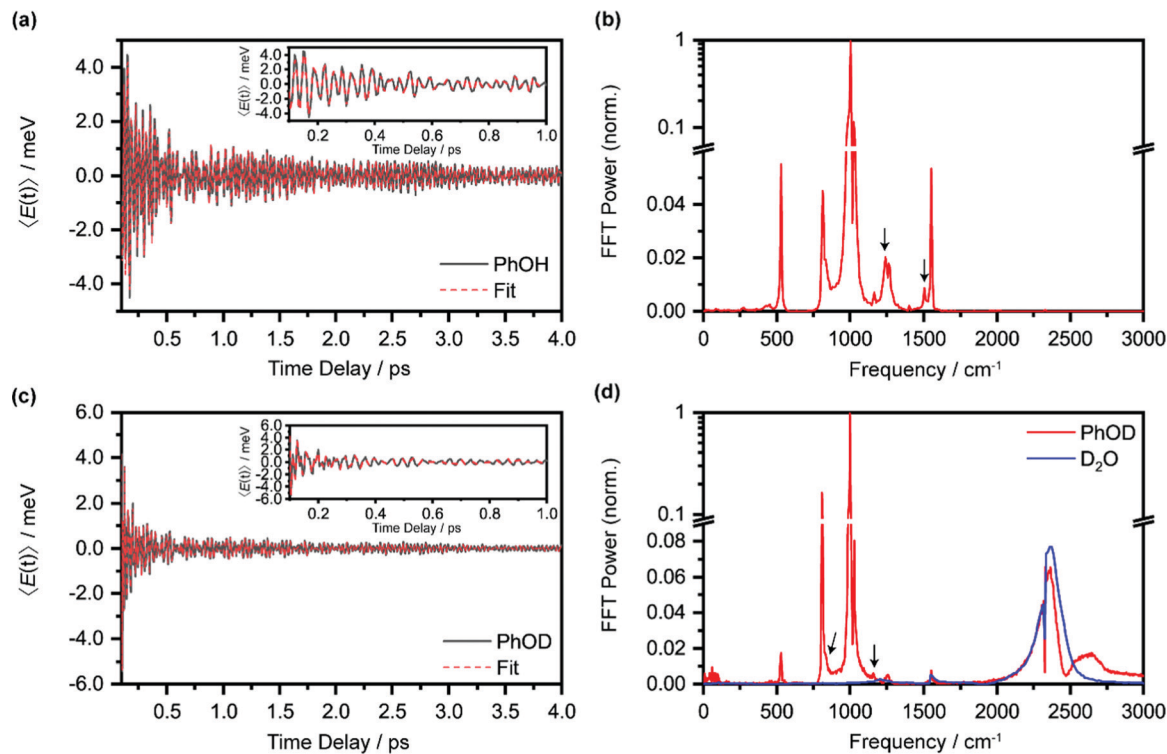 (a)
4.0
2.0
0.0
-2.0
-4.0
⟨E(t)⟩ / meV
0.5 1.0 1.5 2.0 2.5 3.0 3.5 4.0
Time Delay / ps
PhOH
Fit
4.0
2.0
0.0
-2.0
-4.0
⟨E(t)⟩ / meV
0.2 0.4 0.6 0.8 1.0
Time Delay / ps
(b)
1
0.1
0.04
0.02
0.00
FFT Power (norm.)
0 500 1000 1500 2000 2500 3000
Frequency / cm⁻¹
(c)
6.0
4.0
2.0
0.0
-2.0
-4.0
-6.0
⟨E(t)⟩ / meV
0.5 1.0 1.5 2.0 2.5 3.0 3.5 4.0
Time Delay / ps
PhOD
Fit
6.0
4.0
2.0
0.0
-2.0
-4.0
-6.0
⟨E(t)⟩ / meV
0.2 0.4 0.6 0.8 1.0
Time Delay / ps
(d)
1
0.1
0.08
0.06
0.04
0.02
0.00
FFT Power (norm.)
PhOD
D₂O
0 500 1000 1500 2000 2500 3000
Frequency / cm⁻¹